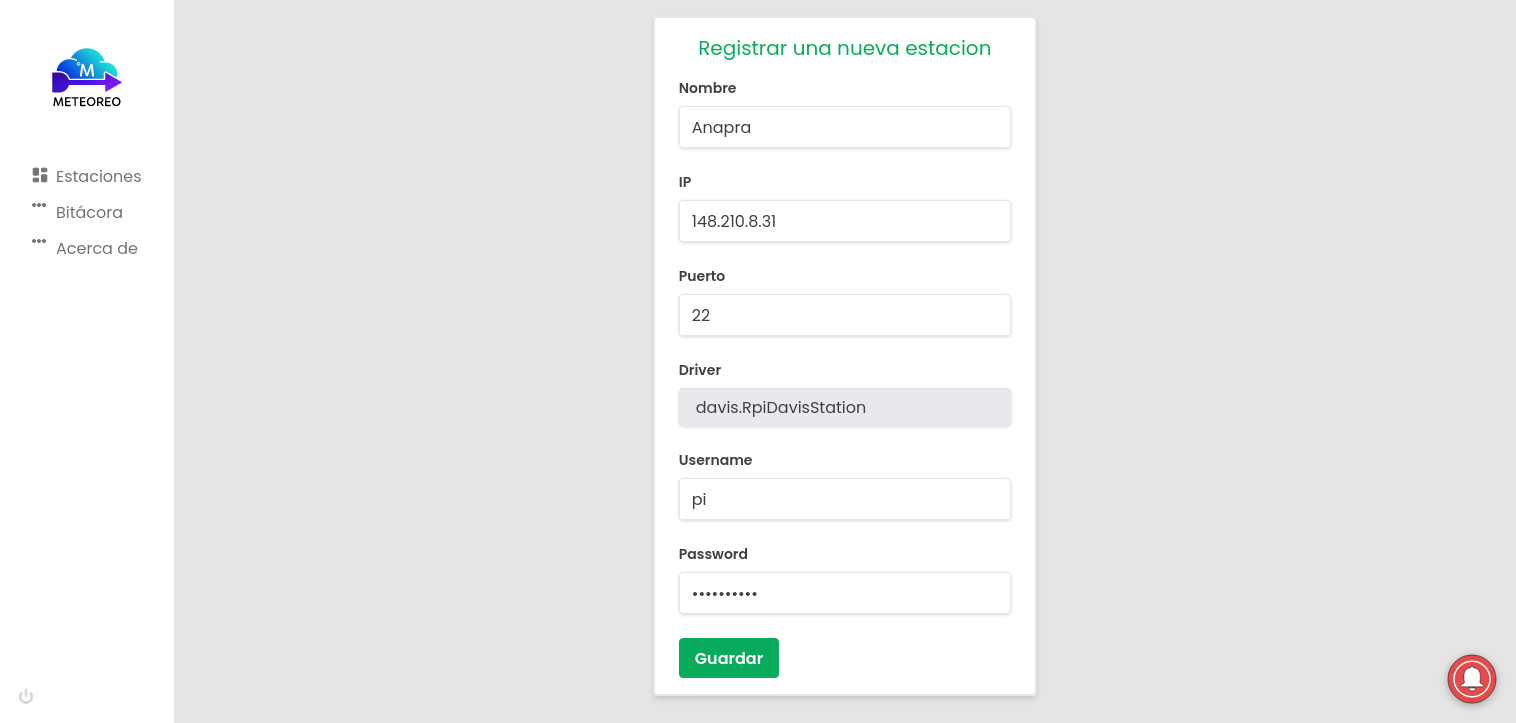 °M
METEOREO
Estaciones
Bitácora
Acerca de
Registrar una nueva estacion
Nombre
Anapra
IP
148.210.8.31
Puerto
22
Driver
davis.RpiDavisStation
Username
pi
Password
••••••••••
Guardar